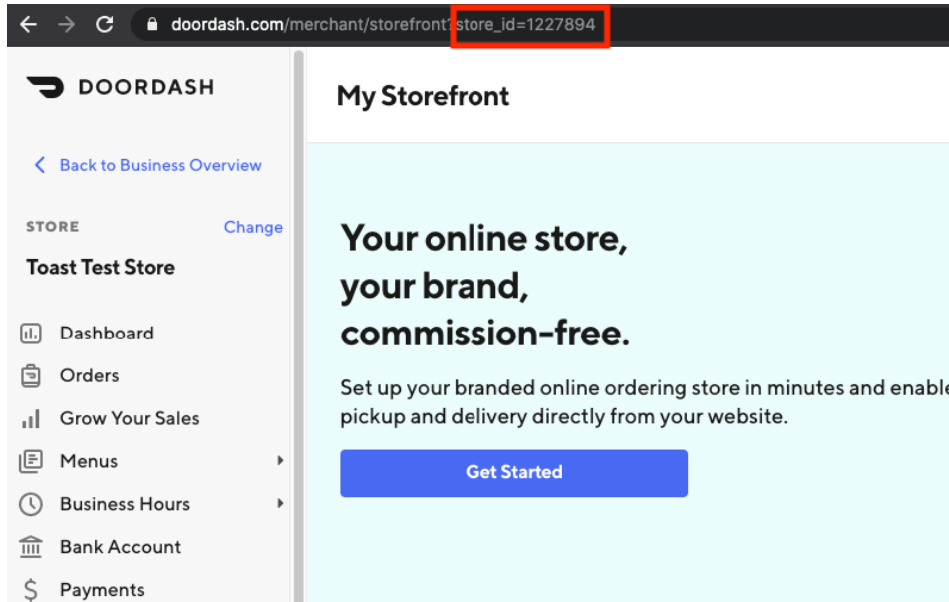 doordash.com/merchant/storefront?store_id=1227894
DOORDASH
My Storefront
Back to Business Overview
STORE
Change
Toast Test Store
Your online store,
your brand,
commission-free.
Dashboard
Orders
Set up your branded online ordering store in minutes and enable
pickup and delivery directly from your website.
Grow Your Sales
Menus
Get Started
Business Hours
Bank Account
Payments